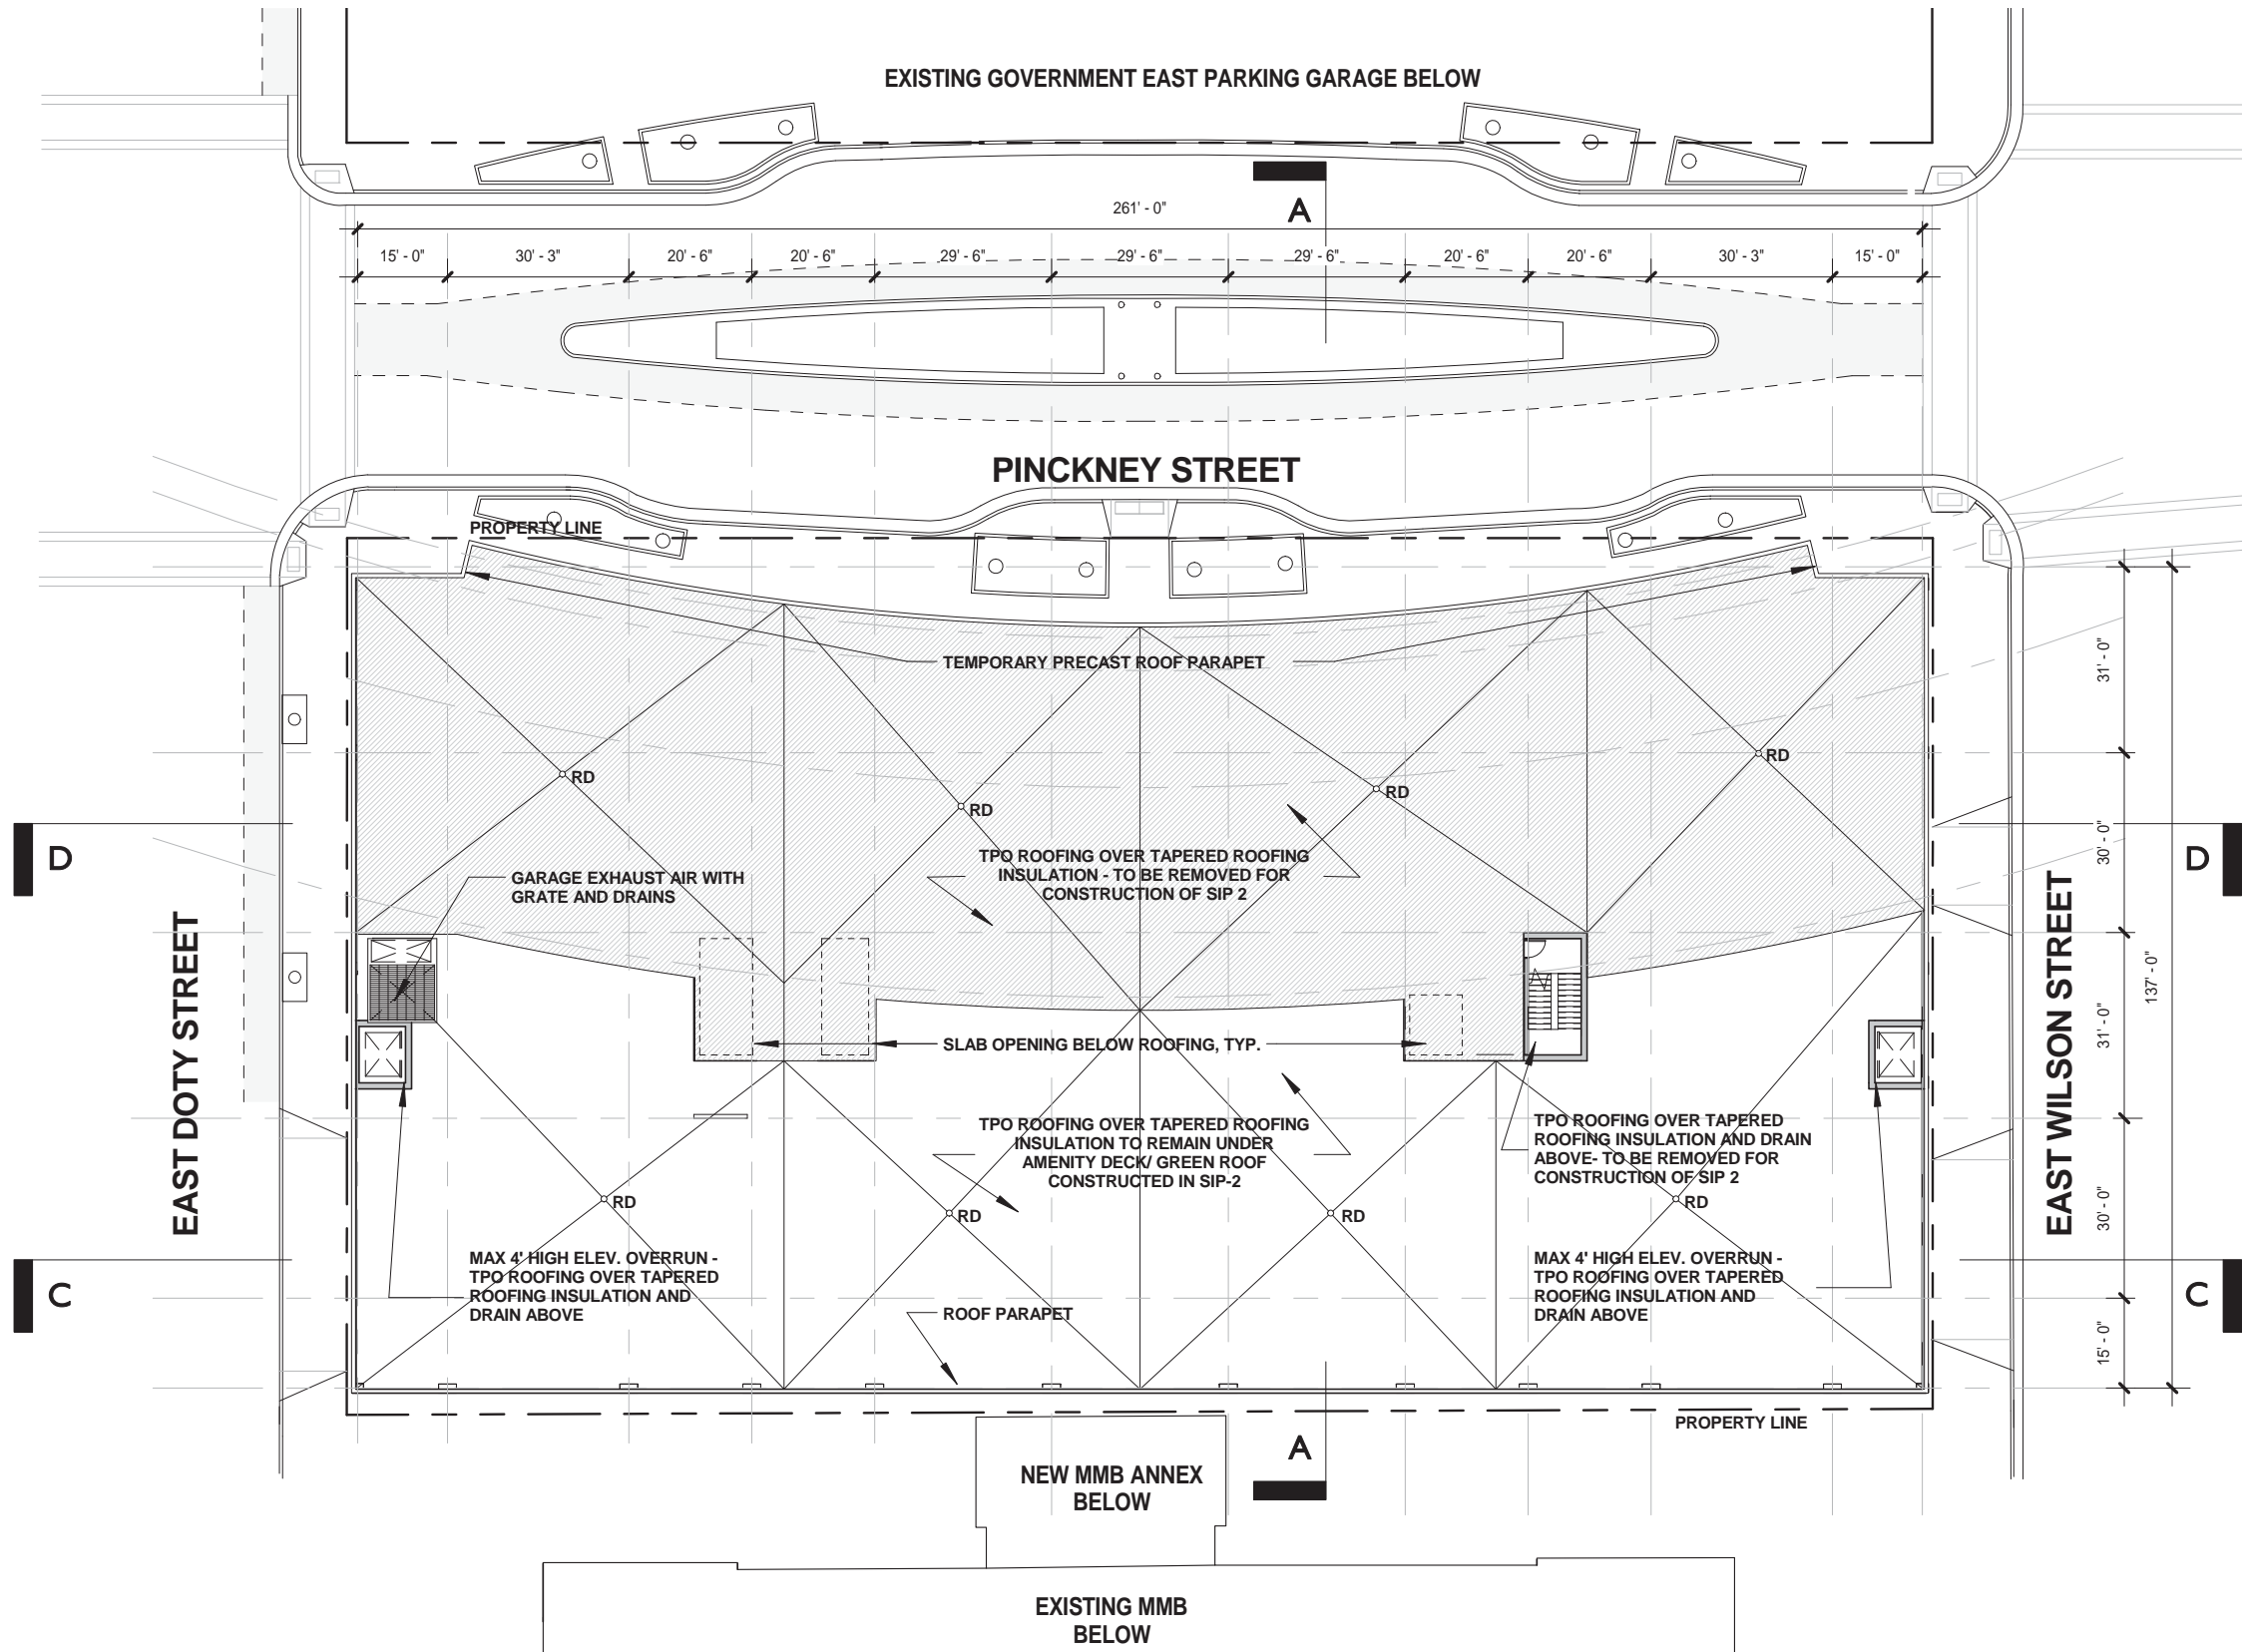 EXISTING GOVERNMENT EAST PARKING GARAGE BELOW
A
261' - 0"
15' - 0"
30' - 3"
20' - 6"
20' - 6"
29' - 6"
29' - 6"
29' - 6"
20' - 6"
20' - 6"
30' - 3"
15' - 0"
PINCKNEY STREET
PROPERTY LINE
TEMPORARY PRECAST ROOF PARAPET
31' - 0"
RD
RD
RD
RD
D
D
30' - 0"
TPO ROOFING OVER TAPERED ROOFING
INSULATION - TO BE REMOVED FOR
CONSTRUCTION OF SIP 2
GARAGE EXHAUST AIR WITH
GRATE AND DRAINS
EAST DOTY STREET
EAST WILSON STREET
31' - 0"
137' - 0"
SLAB OPENING BELOW ROOFING, TYP.
TPO ROOFING OVER TAPERED ROOFING
INSULATION TO REMAIN UNDER
AMENITY DECK/ GREEN ROOF
CONSTRUCTED IN SIP-2
TPO ROOFING OVER TAPERED
ROOFING INSULATION AND DRAIN
ABOVE- TO BE REMOVED FOR
CONSTRUCTION OF SIP 2
RD
RD
RD
RD
30' - 0"
MAX 4' HIGH ELEV. OVERRUN -
TPO ROOFING OVER TAPERED
ROOFING INSULATION AND
DRAIN ABOVE
MAX 4' HIGH ELEV. OVERRUN -
TPO ROOFING OVER TAPERED
ROOFING INSULATION AND
DRAIN ABOVE
C
C
ROOF PARAPET
15' - 0"
PROPERTY LINE
A
NEW MMB ANNEX
BELOW
EXISTING MMB
BELOW